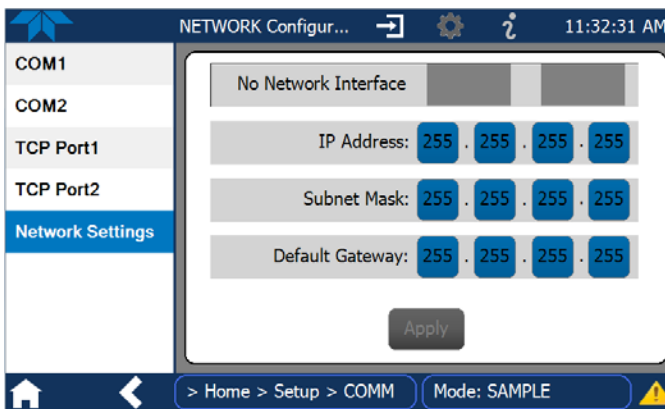 NETWORK Configur... 11:32:31 AM
COM1
COM2
TCP Port1
TCP Port2
Network Settings
No Network Interface
IP Address: 255 . 255 . 255 . 255
Subnet Mask: 255 . 255 . 255 . 255
Default Gateway: 255 . 255 . 255 . 255
Apply
> Home > Setup > COMM Mode: SAMPLE